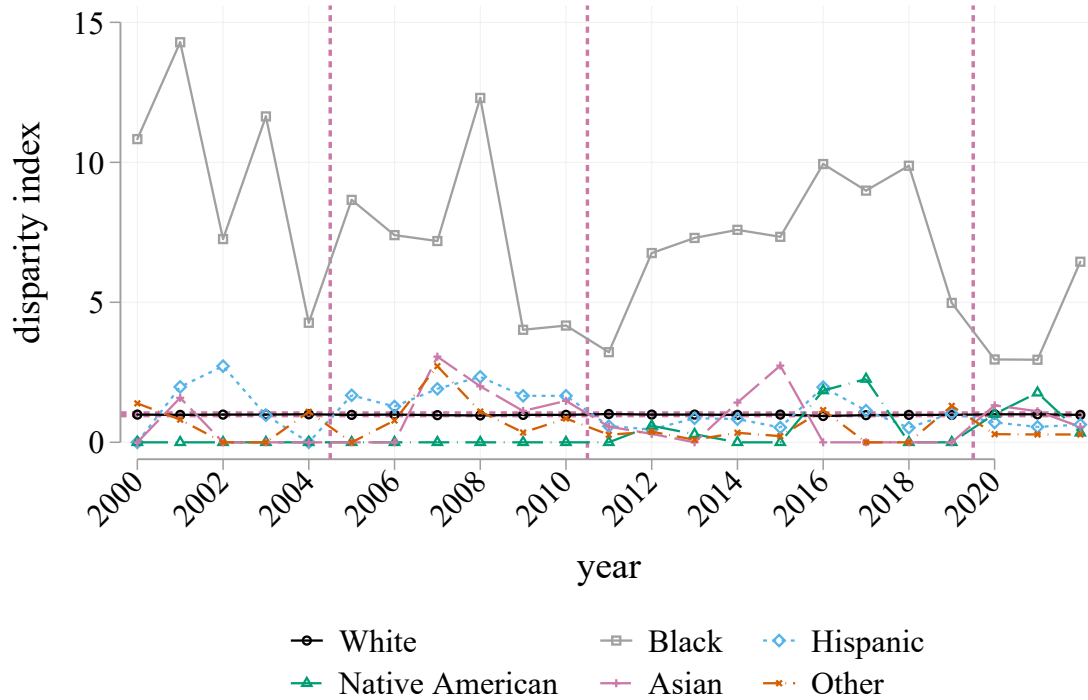 15
10
5
0
disparity index
2000 2002 2004 2006 2008 2010 2012 2014 2016 2018 2020
year
White Black Hispanic
Native American Asian Other